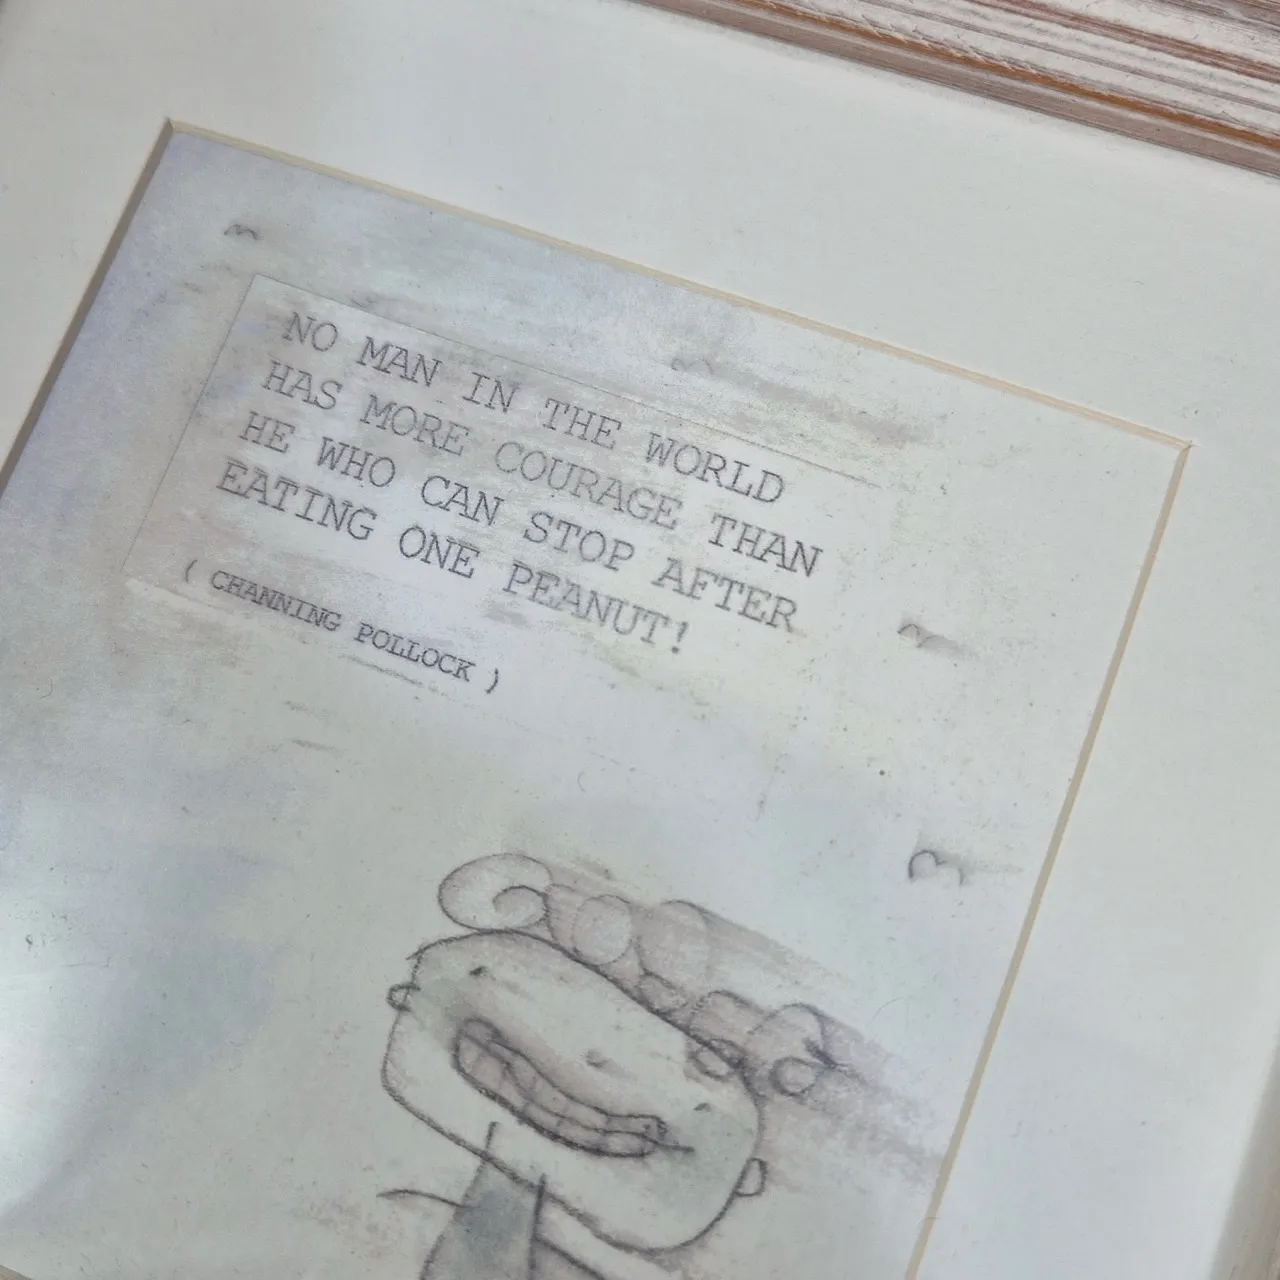 NO MAN IN THE WORLD
HAS MORE COURAGE THAN
HE WHO CAN STOP AFTER
EATING ONE PEANUT!
( CHANNING POLLOCK )